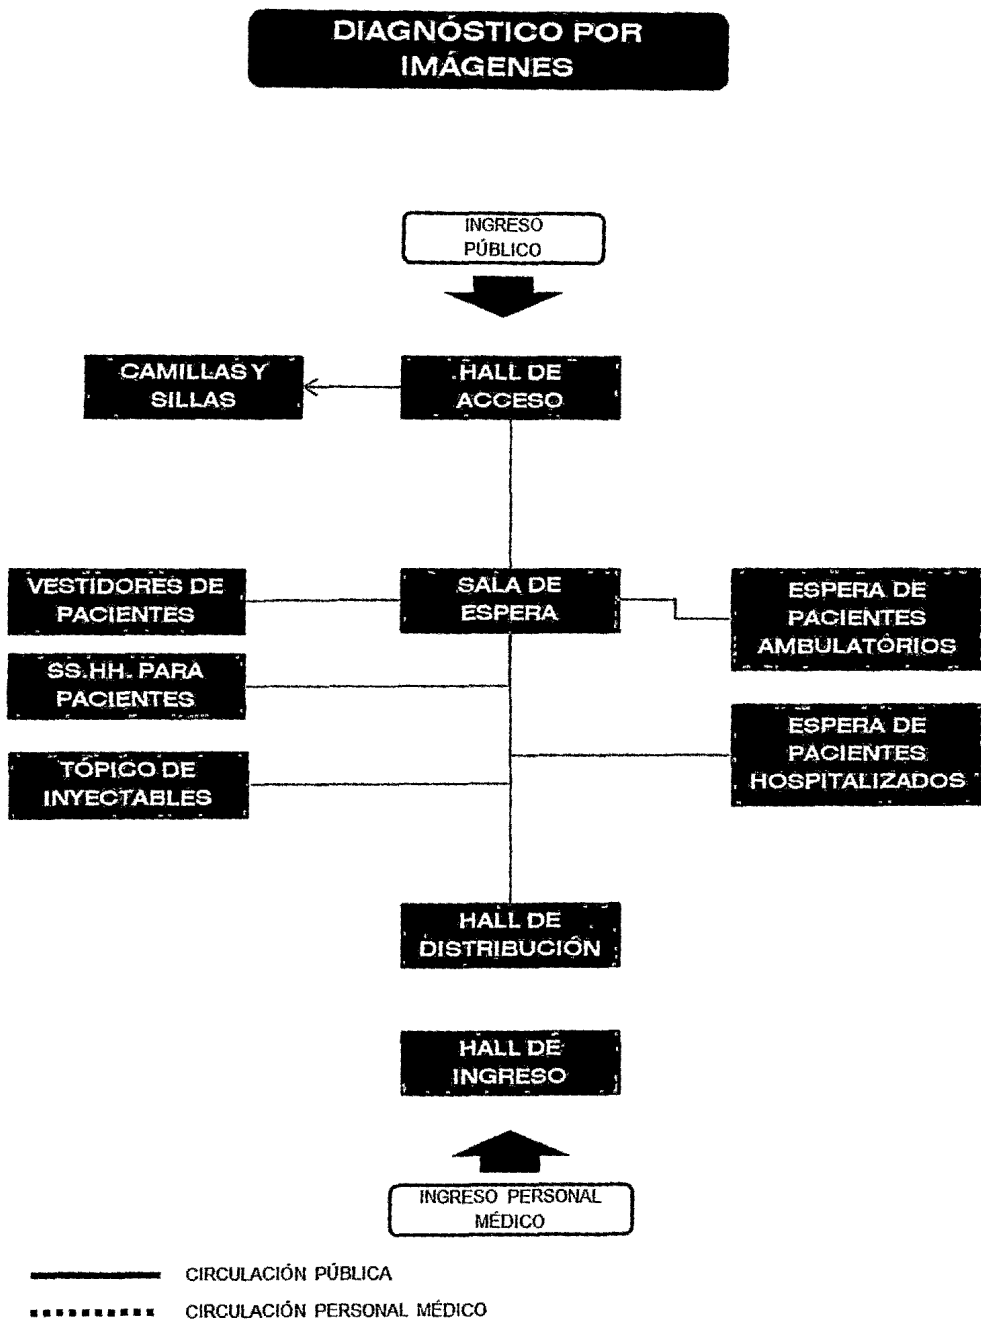 DIAGNÓSTICO POR
IMÁGENES
INGRESO
PÚBLICO
CAMILLAS Y
SILLAS
HALL DE
ACCESO
VESTIDORES DE
PACIENTES
SALA DE
ESPERA
ESPERA DE
PACIENTES
AMBULATÓRIOS
SS.HH. PARA
PACIENTES
ESPERA DE
PACIENTES
HOSPITALIZADOS
TÓPICO DE
INYECTABLES
HALL DE
DISTRIBUCIÓN
HALL DE
INGRESO
INGRESO PERSONAL
MÉDICO
CIRCULACIÓN PÚBLICA
CIRCULACIÓN PERSONAL MÉDICO